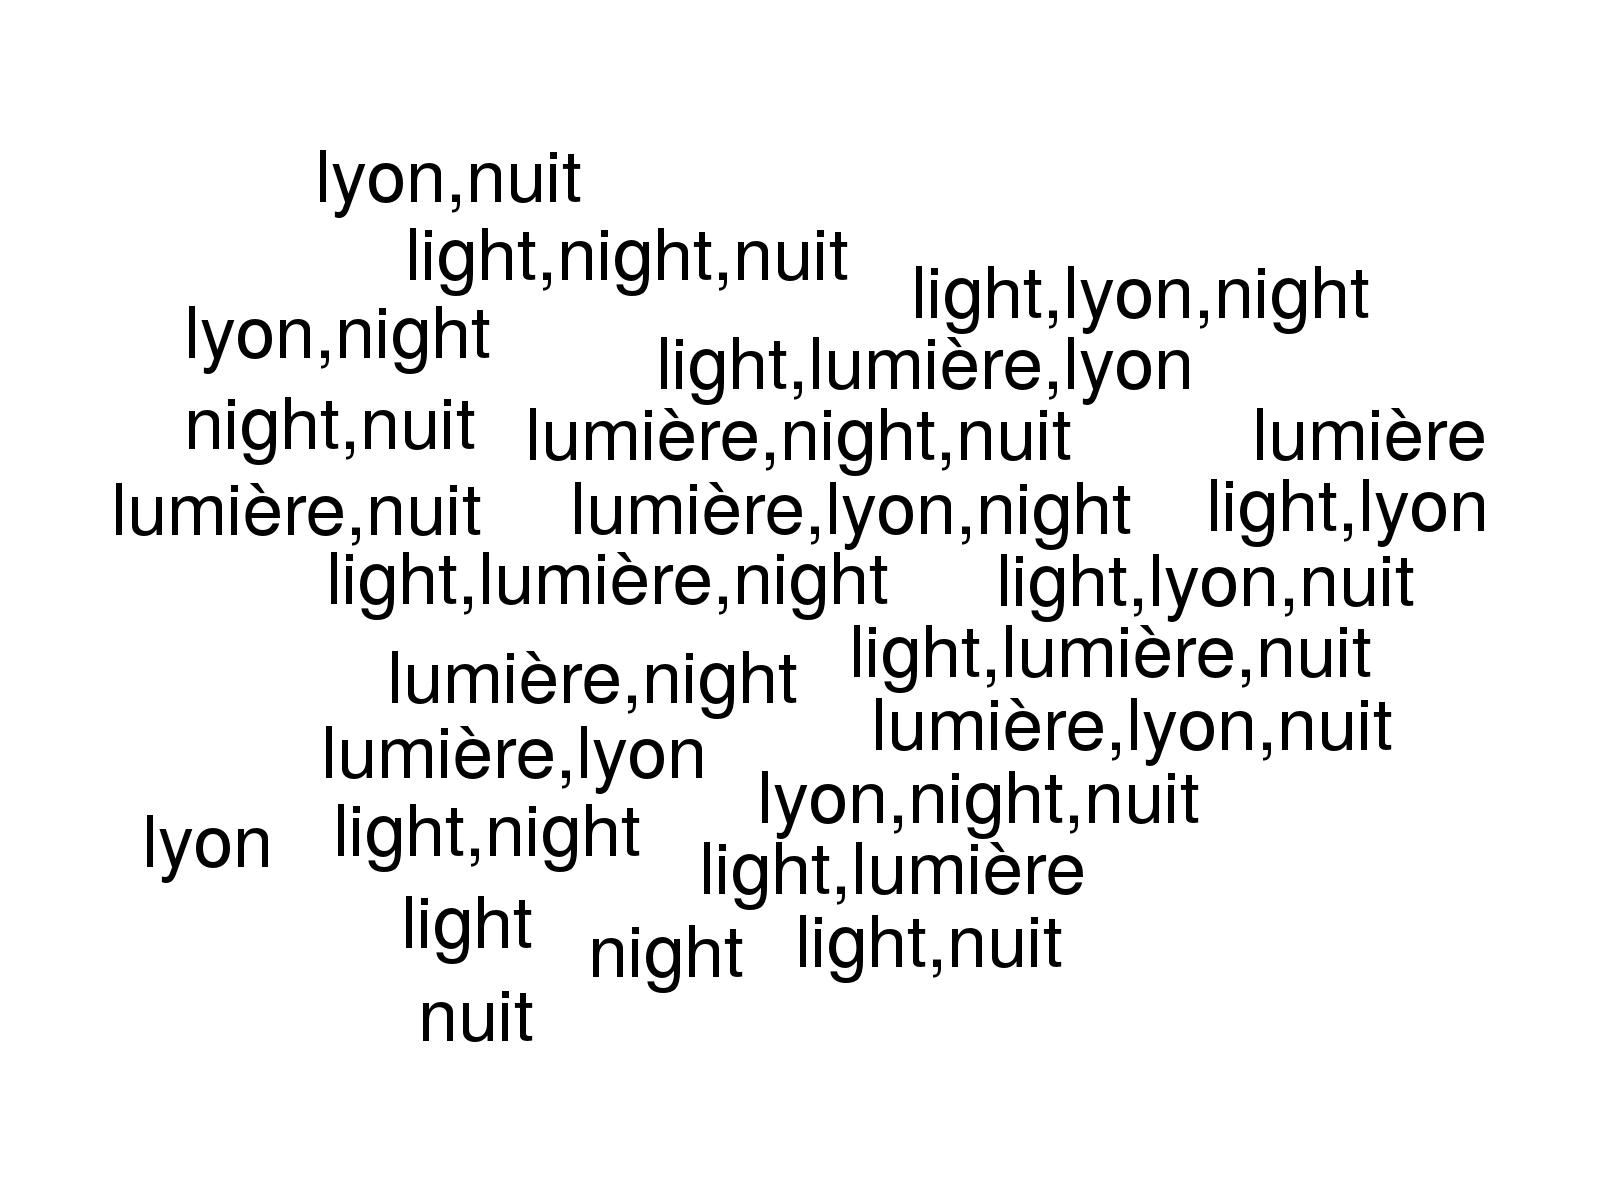 lyon,nuit
light,night,nuit
light,lyon,night
lyon,night
light,lumière,lyon
night,nuit
lumière,night,nuit
lumière
lumière,nuit
lumière,lyon,night
light,lyon
light,lumière,night
light,lyon,nuit
light,lumière,nuit
lumière,night
lumière,lyon,nuit
lumière,lyon
lyon,night,nuit
lyon
light,night
light,lumière
light
night
light,nuit
nuit